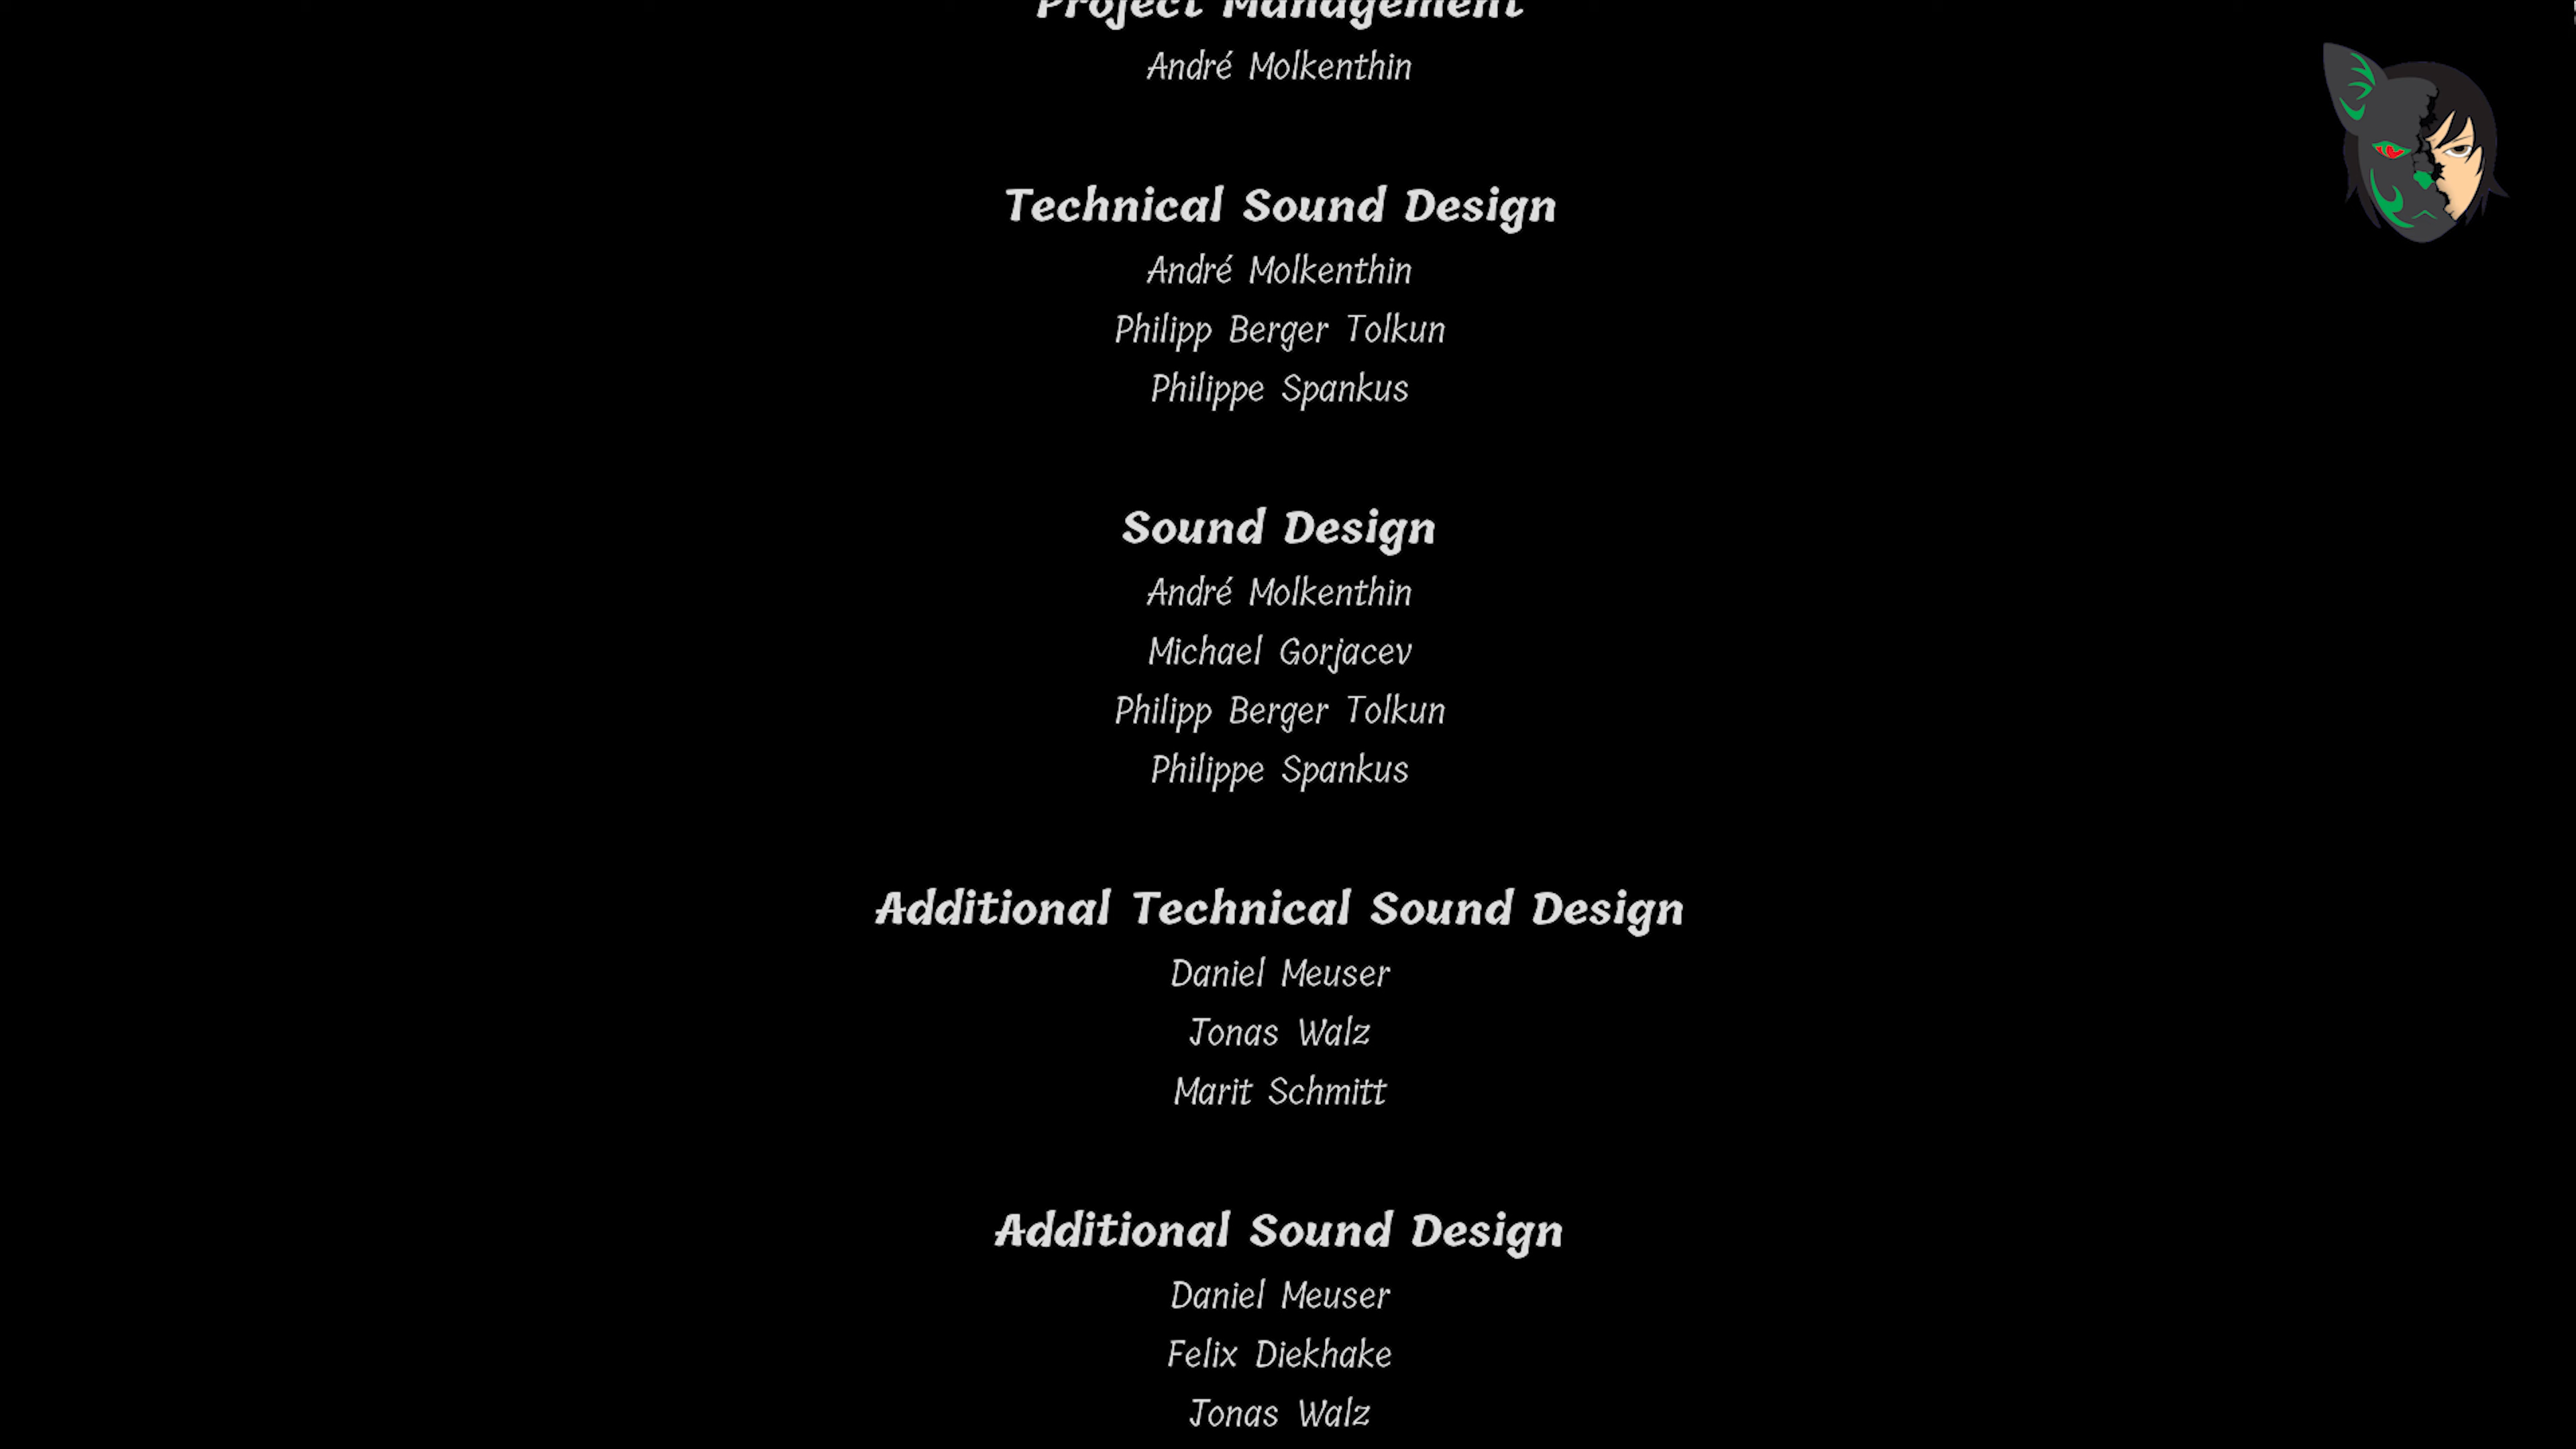 Project Management
André Molkenthin
Technical Sound Design
André Molkenthin
Philipp Berger Tolkun
Philippe Spankus
Sound Design
André Molkenthin
Michael Gorjacev
Philipp Berger Tolkun
Philippe Spankus
Additional Technical Sound Design
Daniel Meuser
Jonas Walz
Marit Schmitt
Additional Sound Design
Daniel Meuser
Felix Diekhake
Jonas Walz